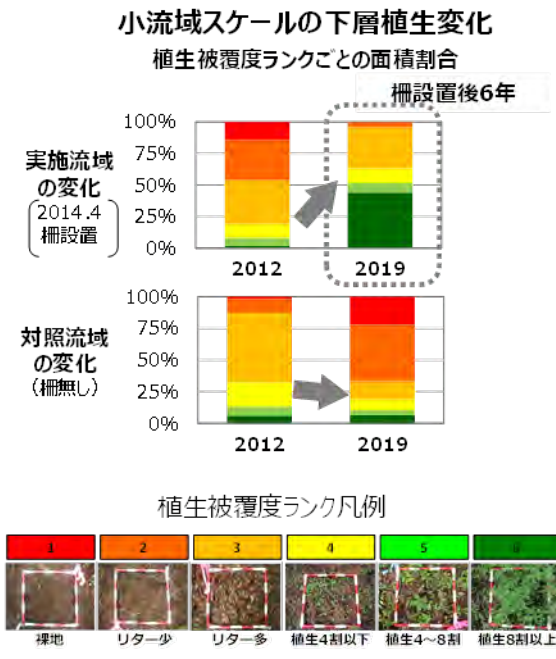 小流域スケールの下層植生変化
植生被覆度ランクごとの面積割合
柵設置後6年
実施流域
の変化
2014.4
柵設置
100%
75%
50%
25%
0%
2012
2019
対照流域
の変化
(柵無し)
100%
75%
50%
25%
0%
2012
2019
植生被覆度ランク凡例
1 2 3 4 5 6
裸地 リター少 リター多 植生4割以下 植生4～8割 植生8割以上